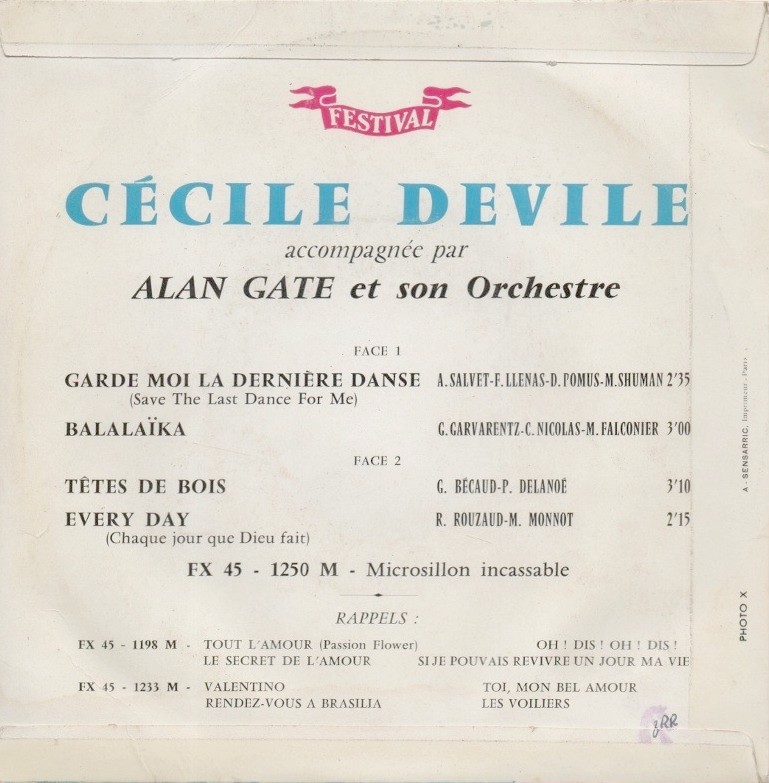 FESTIVAL
CÉCILE DEVILE
accompagnée par
ALAN GATE et son Orchestre
FACE 1
GARDE MOI LA DERNIÈRE DANSE A. SALVET-F. LLENAS-D. POMUS-M. SHUMAN 2'35
(Save The Last Dance For Me)
BALALAÏKA G. GARVARENTZ-C. NICOLAS-M. FALCONIER 3'00
FACE 2
TÊTES DE BOIS G. BÉCAUD-P. DELANOÉ 3'10
EVERY DAY R. ROUZAUD-M. MONNOT 2'15
(Chaque jour que Dieu fait)
FX 45 - 1250 M - Microsillon incassable
RAPPELS :
FX 45 - 1198 M - TOUT L'AMOUR (Passion Flower) OH ! DIS ! OH ! DIS !
LE SECRET DE L'AMOUR SI JE POUVAIS REVIVRE UN JOUR MA VIE
FX 45 - 1233 M - VALENTINO TOI, MON BEL AMOUR
RENDEZ-VOUS A BRASILIA LES VOILIERS
A - SENSARRIC, Imprimeur - Paris
PHOTO X